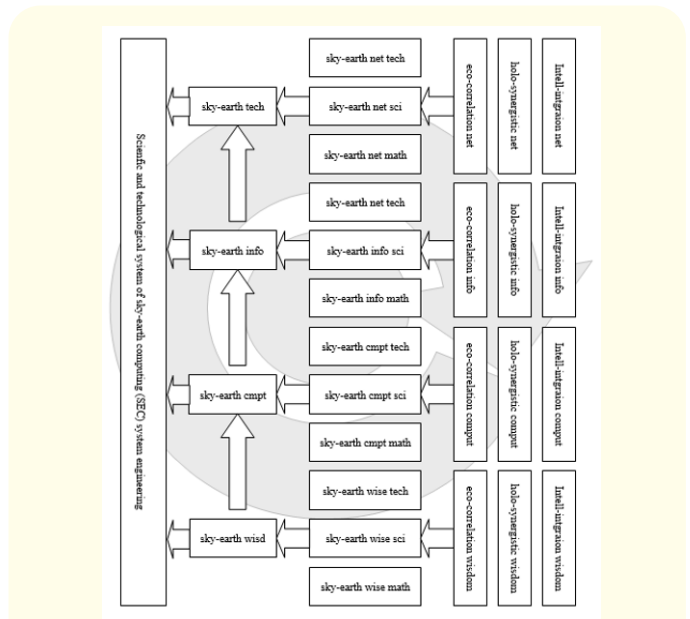 Scienfic and technological system of sky-earth computing (SEC) system engineering
sky-earth tech
sky-earth info
sky-earth cmpt
sky-earth wisd
sky-earth net tech
sky-earth net sci
sky-earth net math
sky-earth net tech
sky-earth info sci
sky-earth info math
sky-earth cmpt tech
sky-earth cmpt sci
sky-earth cmpt math
sky-earth wise tech
sky-earth wise sci
sky-earth wise math
eco-correlation net
holo-synergistic net
Intell-intgraion net
eco-correlation info
holo-synergistic info
Intell-intgraion info
eco-correlation comput
holo-synergistic comput
Intell-intgraion comput
eco-correlation wisdom
holo-synergistic wisdom
Intell-intgraion wisdom